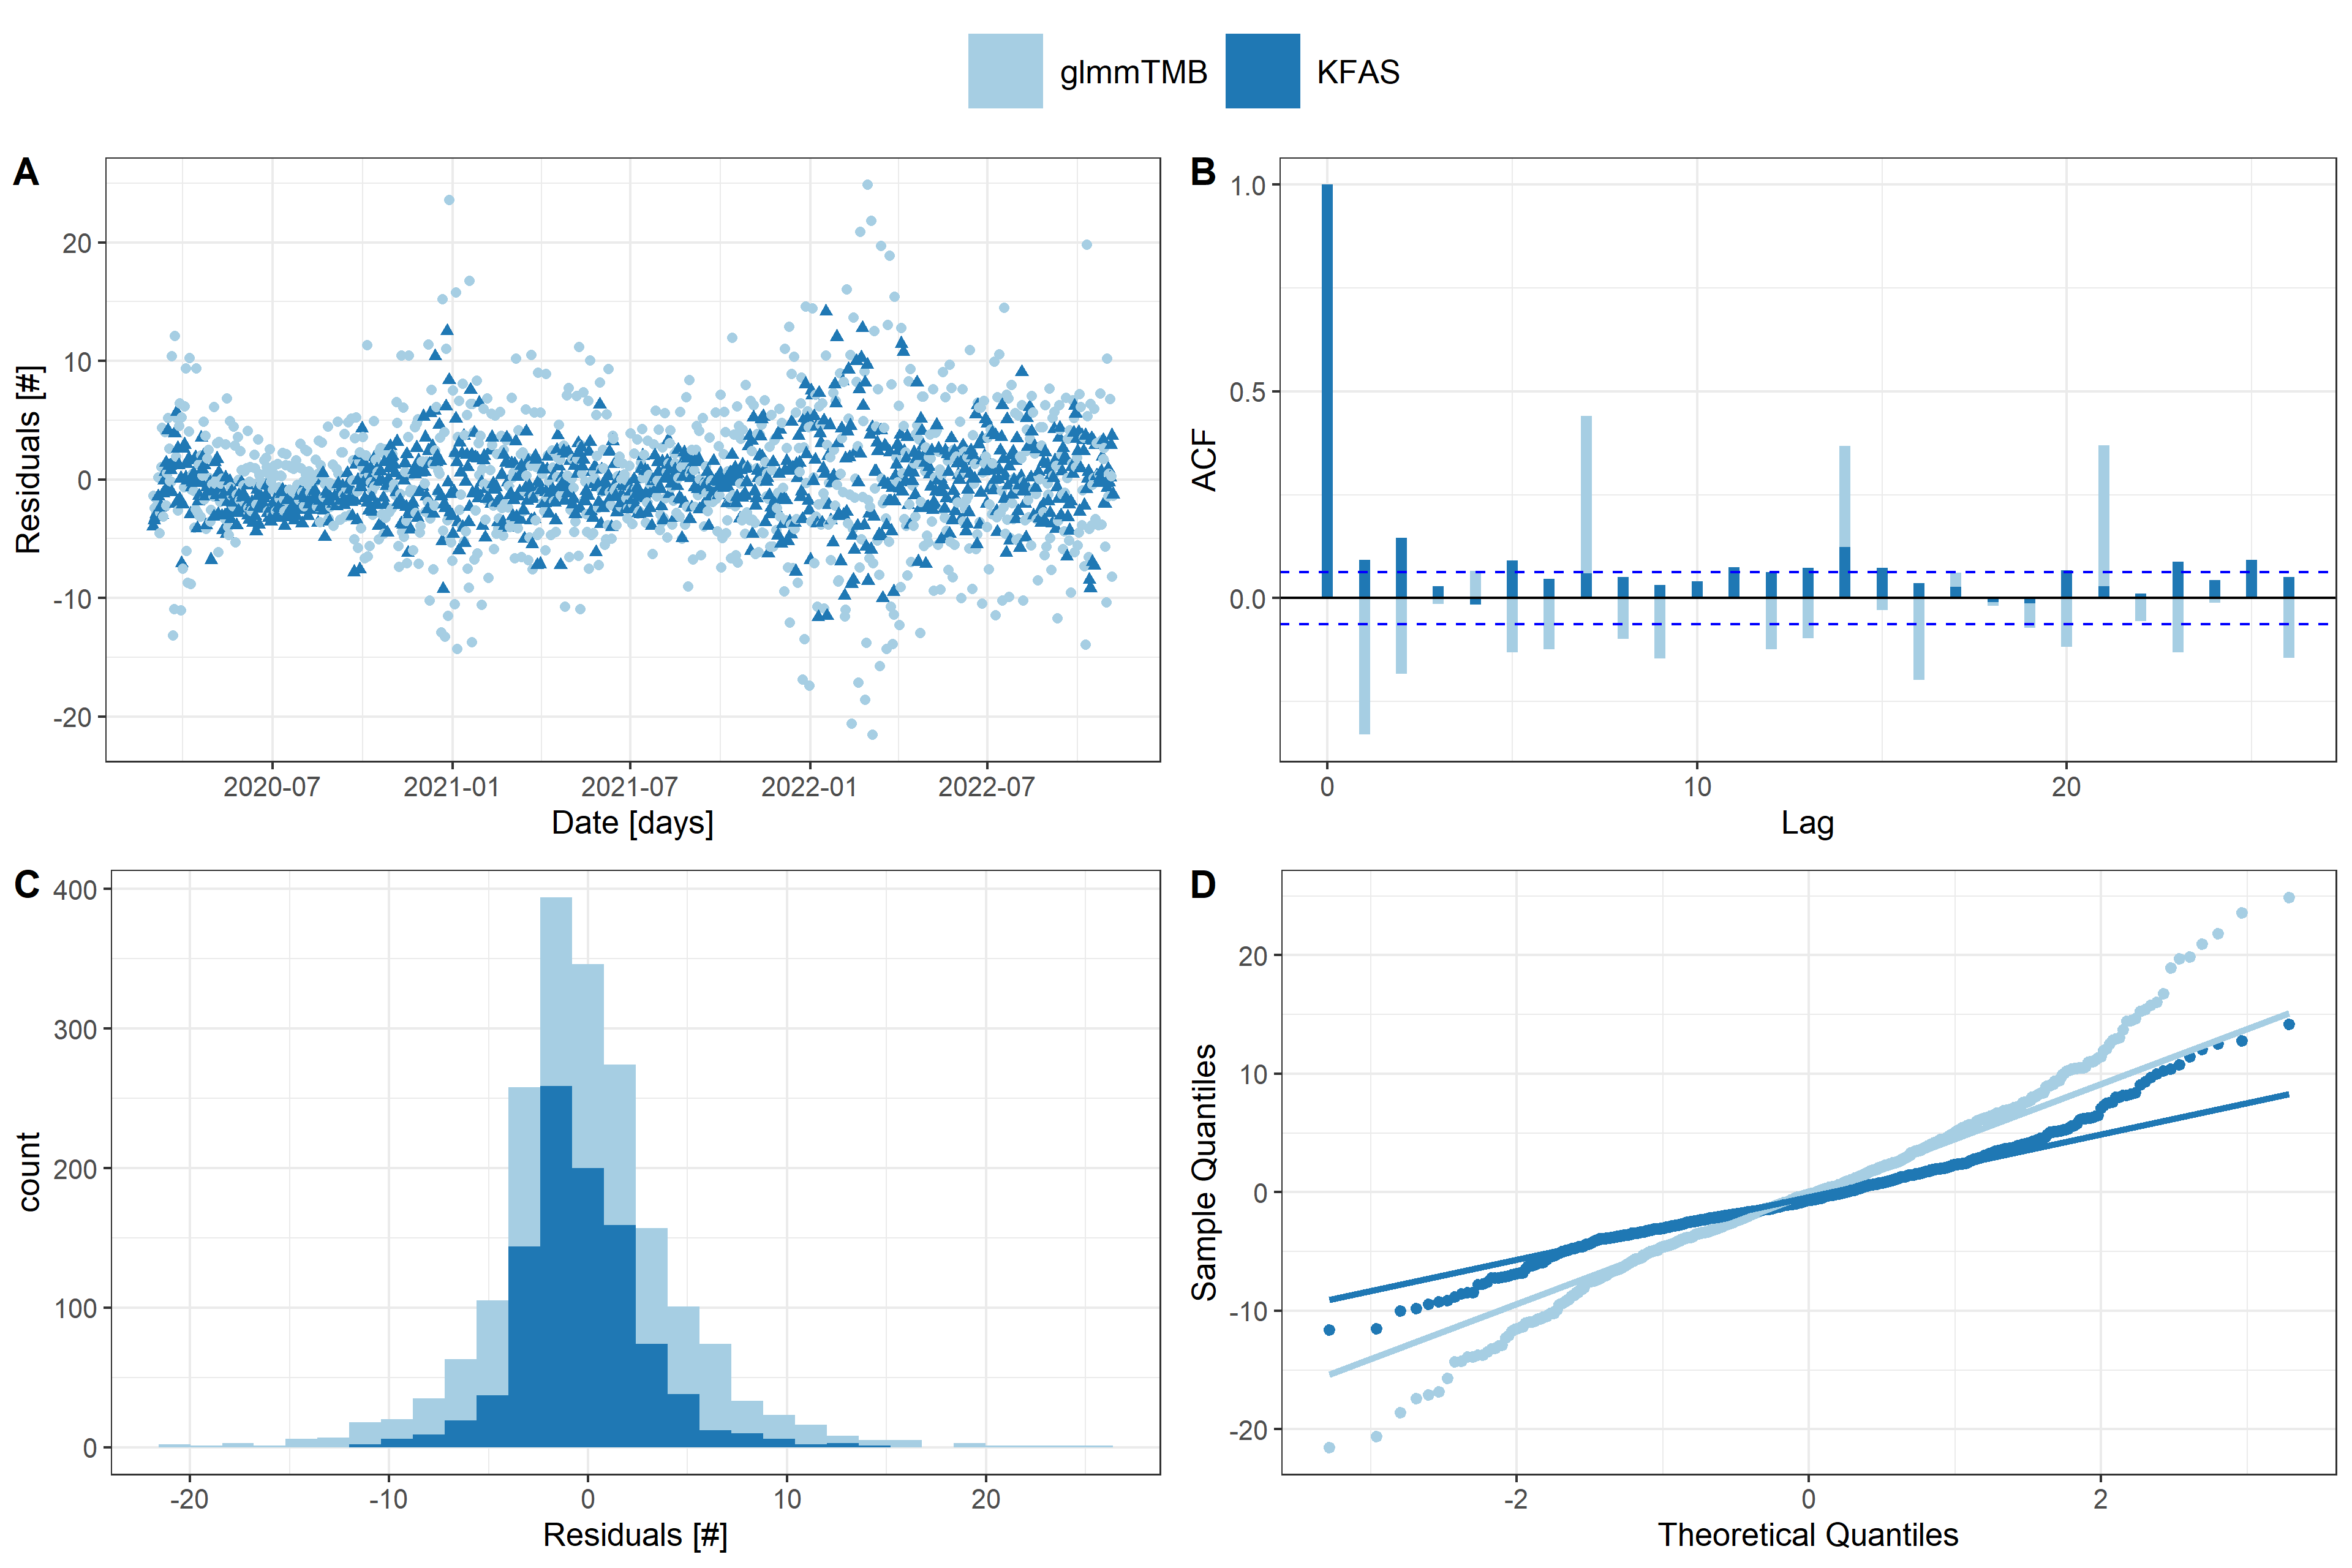 glmmTMB KFAS
A
Residuals [#]
20
10
0
-10
-20
2020-07 2021-01 2021-07 2022-01 2022-07
Date [days]
B
ACF
1.0
0.5
0.0
0 10 20
Lag
C
count
400
300
200
100
0
-20 -10 0 10 20
Residuals [#]
D
Sample Quantiles
20
10
0
-10
-20
-2 0 2
Theoretical Quantiles